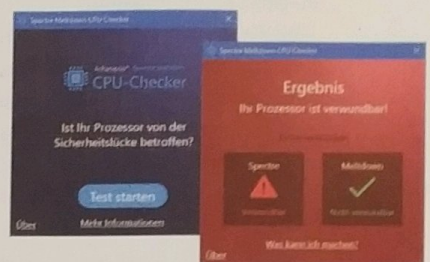 Spectre Meltdown CPU-Checker
Ashampoo®
CPU-Checker
Ist Ihr Prozessor von der
Sicherheitslücke betroffen?
Test starten
Über
Mehr Informationen
Spectre Meltdown CPU-Checker
Ergebnis
Ihr Prozessor ist verwundbar!
Spectre
Verwundbar
Meltdown
Nicht verwundbar
Was kann ich machen?
Über